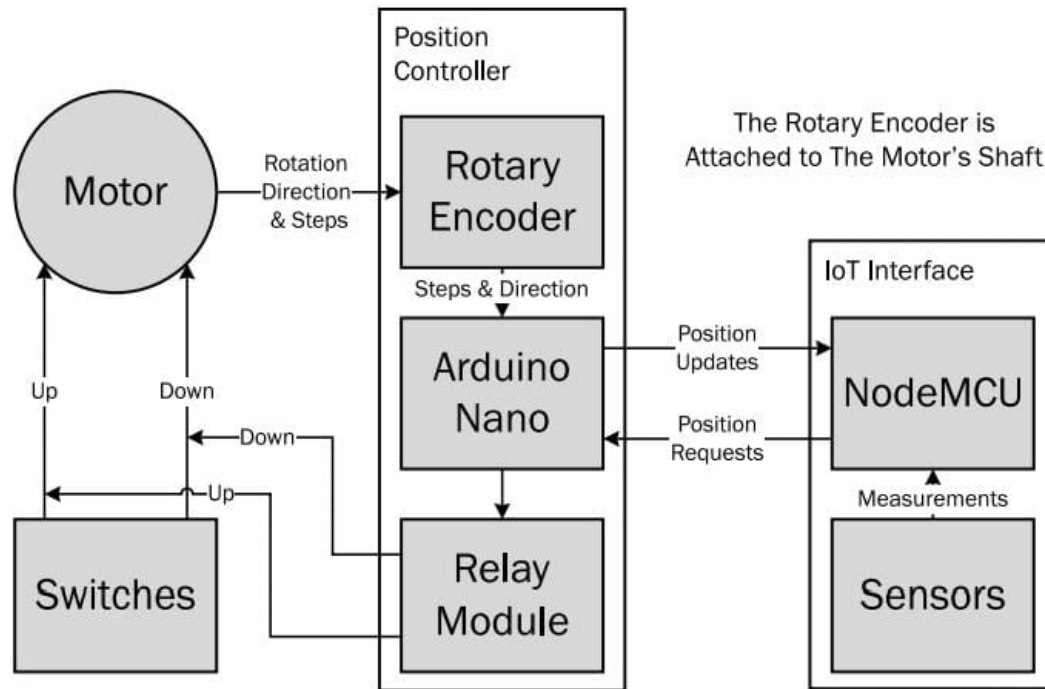 Position
Controller
The Rotary Encoder is
Attached to The Motor's Shaft
Motor
Rotation
Direction
& Steps
Rotary
Encoder
Steps & Direction
IoT Interface
Arduino
Nano
Position
Updates
NodeMCU
Position
Requests
Up
Down
Down
Up
Measurements
Switches
Relay
Module
Sensors